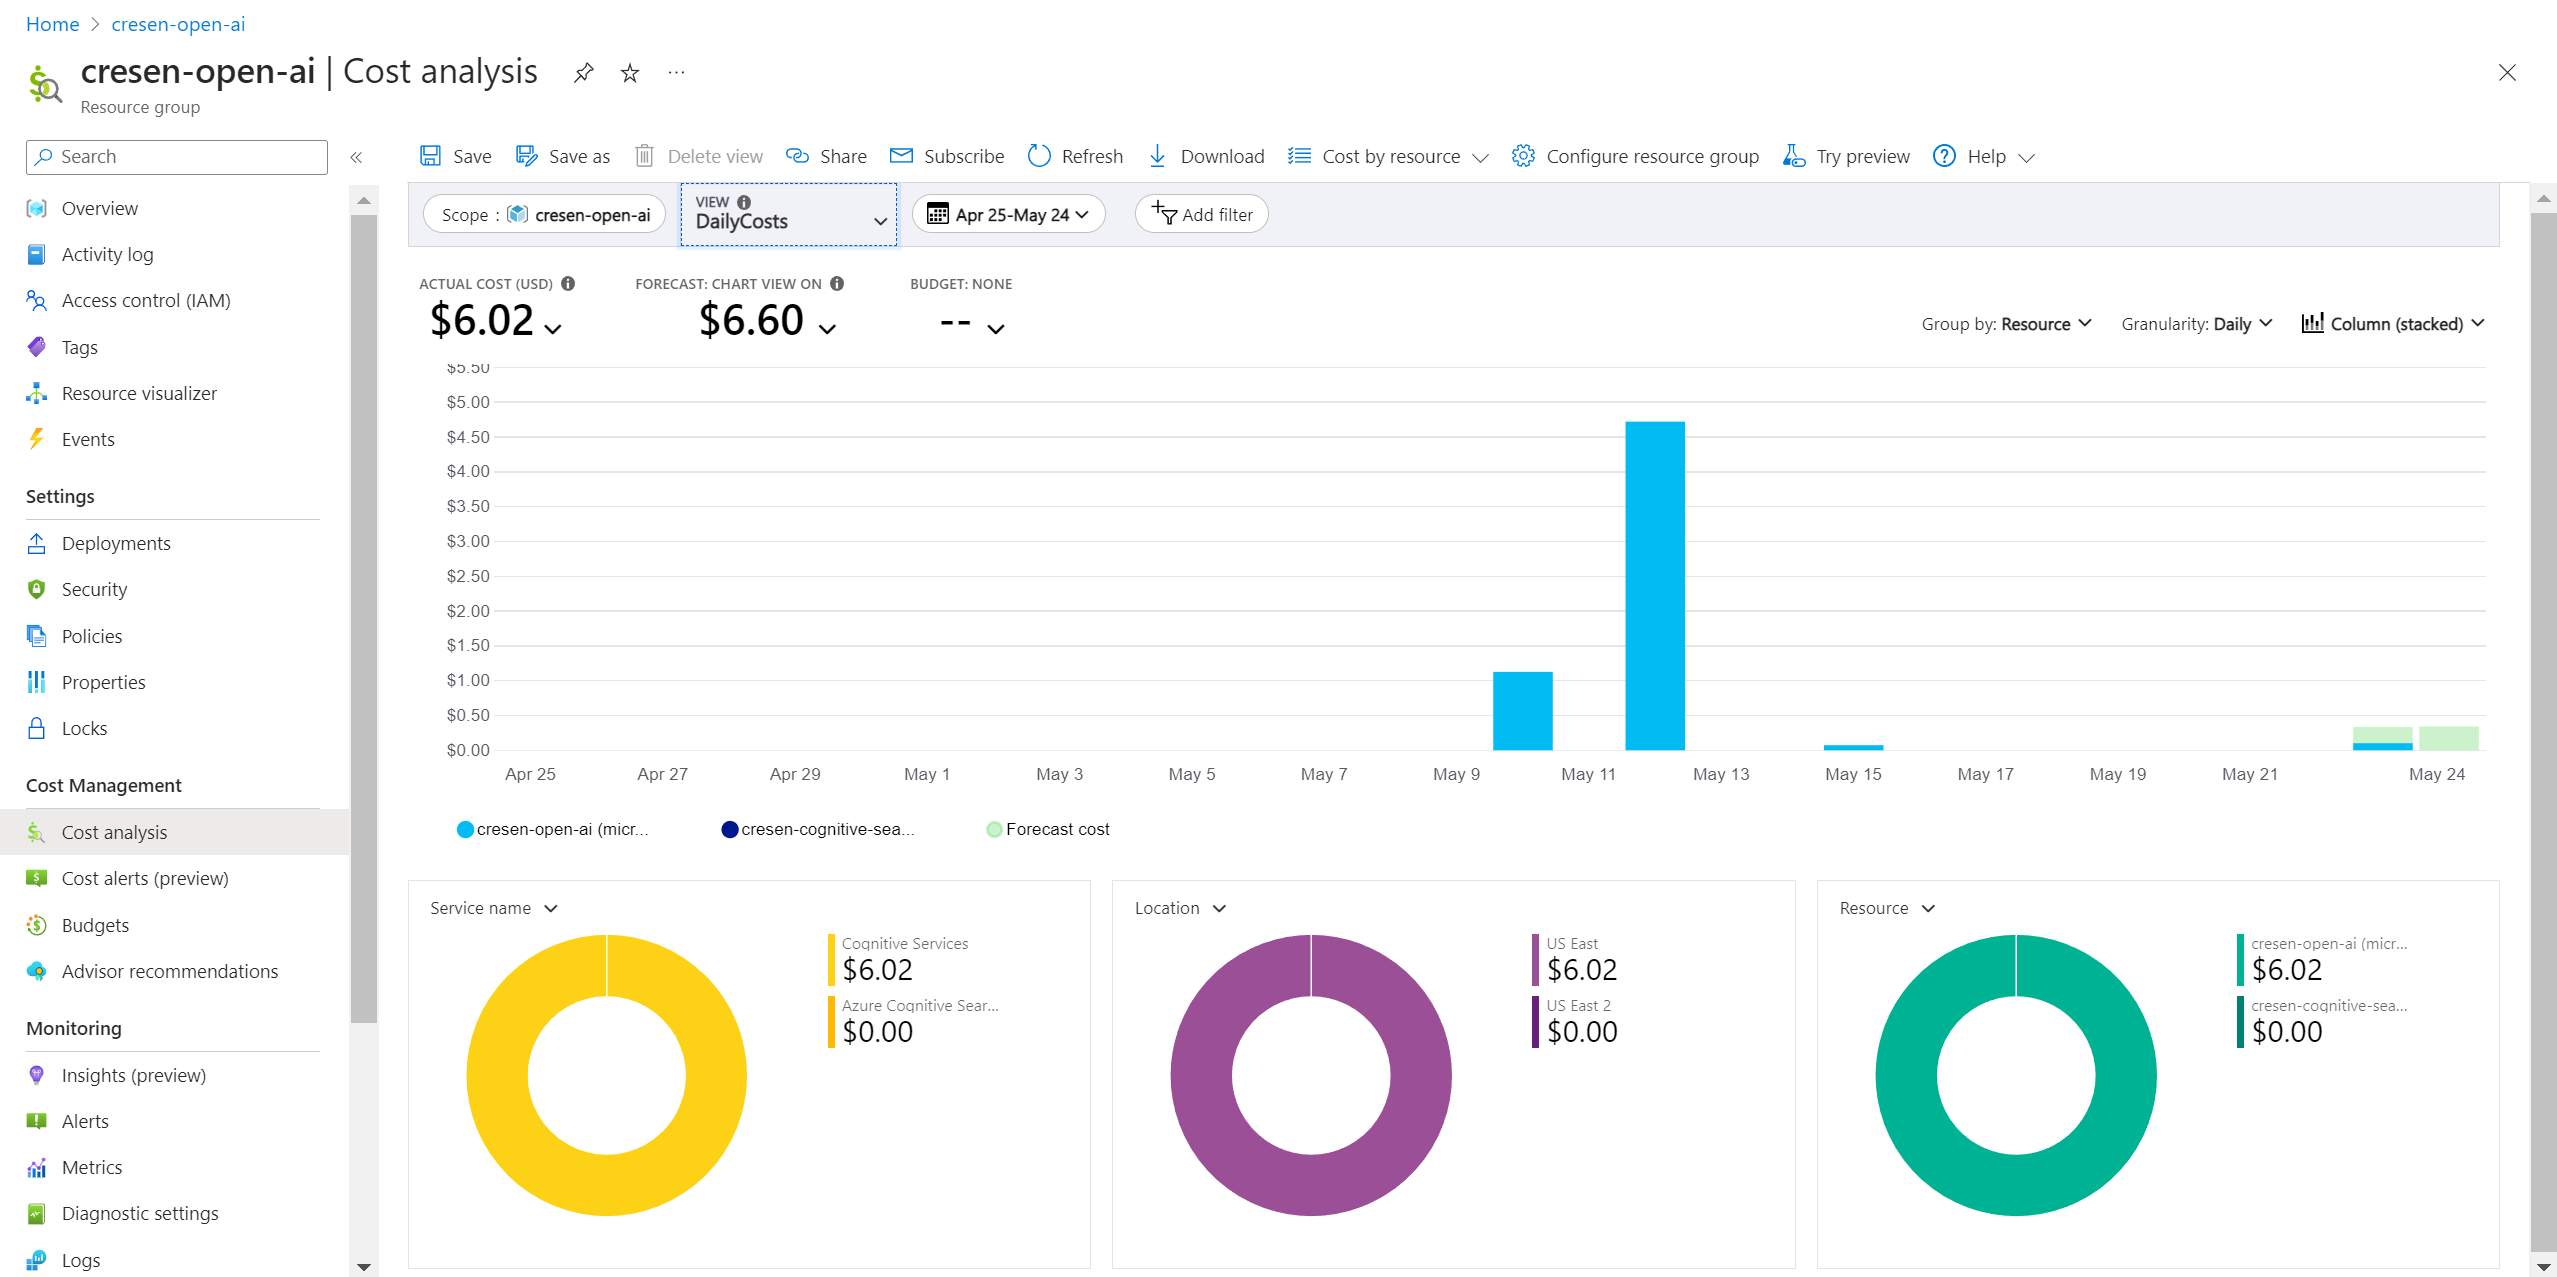 Home > cresen-open-ai
cresen-open-ai | Cost analysis ...
Resource group
Search «
Overview
Activity log
Access control (IAM)
Tags
Resource visualizer
Events
Settings
Deployments
Security
Policies
Properties
Locks
Cost Management
Cost analysis
Cost alerts (preview)
Budgets
Advisor recommendations
Monitoring
Insights (preview)
Alerts
Metrics
Diagnostic settings
Logs
Save Save as Delete view Share Subscribe Refresh Download Cost by resource Configure resource group Try preview Help
Scope : cresen-open-ai
VIEW
DailyCosts
Apr 25-May 24
Add filter
ACTUAL COST (USD)
$6.02
FORECAST: CHART VIEW ON
$6.60
BUDGET: NONE
--
Group by: Resource Granularity: Daily Column (stacked)
$5.50
$5.00
$4.50
$4.00
$3.50
$3.00
$2.50
$2.00
$1.50
$1.00
$0.50
$0.00
Apr 25 Apr 27 Apr 29 May 1 May 3 May 5 May 7 May 9 May 11 May 13 May 15 May 17 May 19 May 21 May 24
cresen-open-ai (micr... cresen-cognitive-sea... Forecast cost
Service name
Cognitive Services
$6.02
Azure Cognitive Sear...
$0.00
Location
US East
$6.02
US East 2
$0.00
Resource
cresen-open-ai (micr...
$6.02
cresen-cognitive-sea...
$0.00